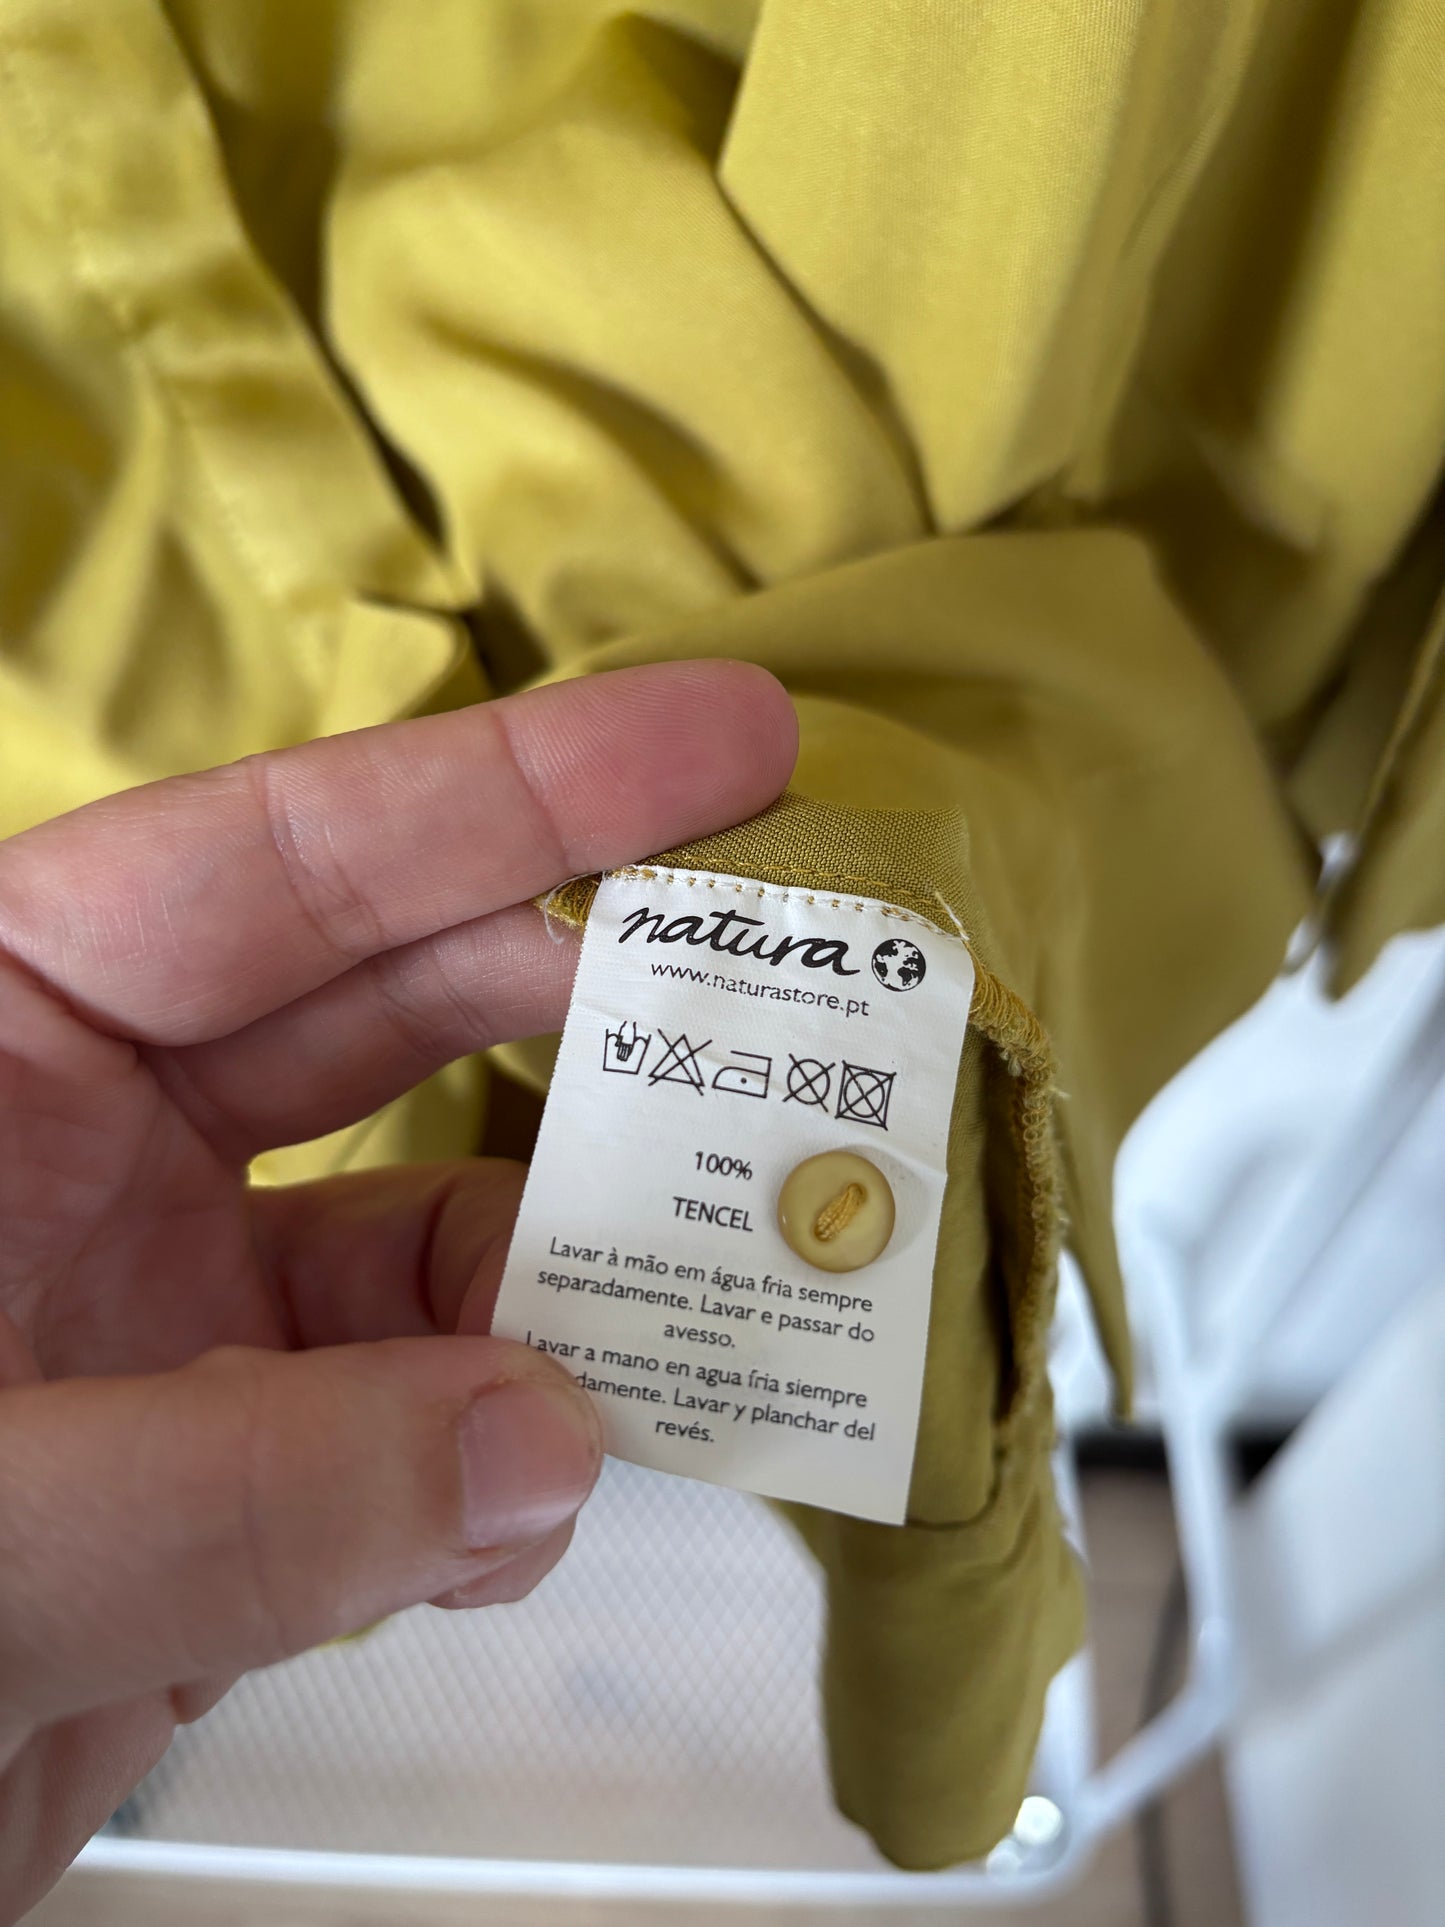 natura
www.naturastore.pt
100%
TENCEL
Lavar à mão em água fria sempre
separadamente. Lavar e passar do
avesso.
Lavar a mano en agua fria siempre
damente. Lavar y planchar del
revés.